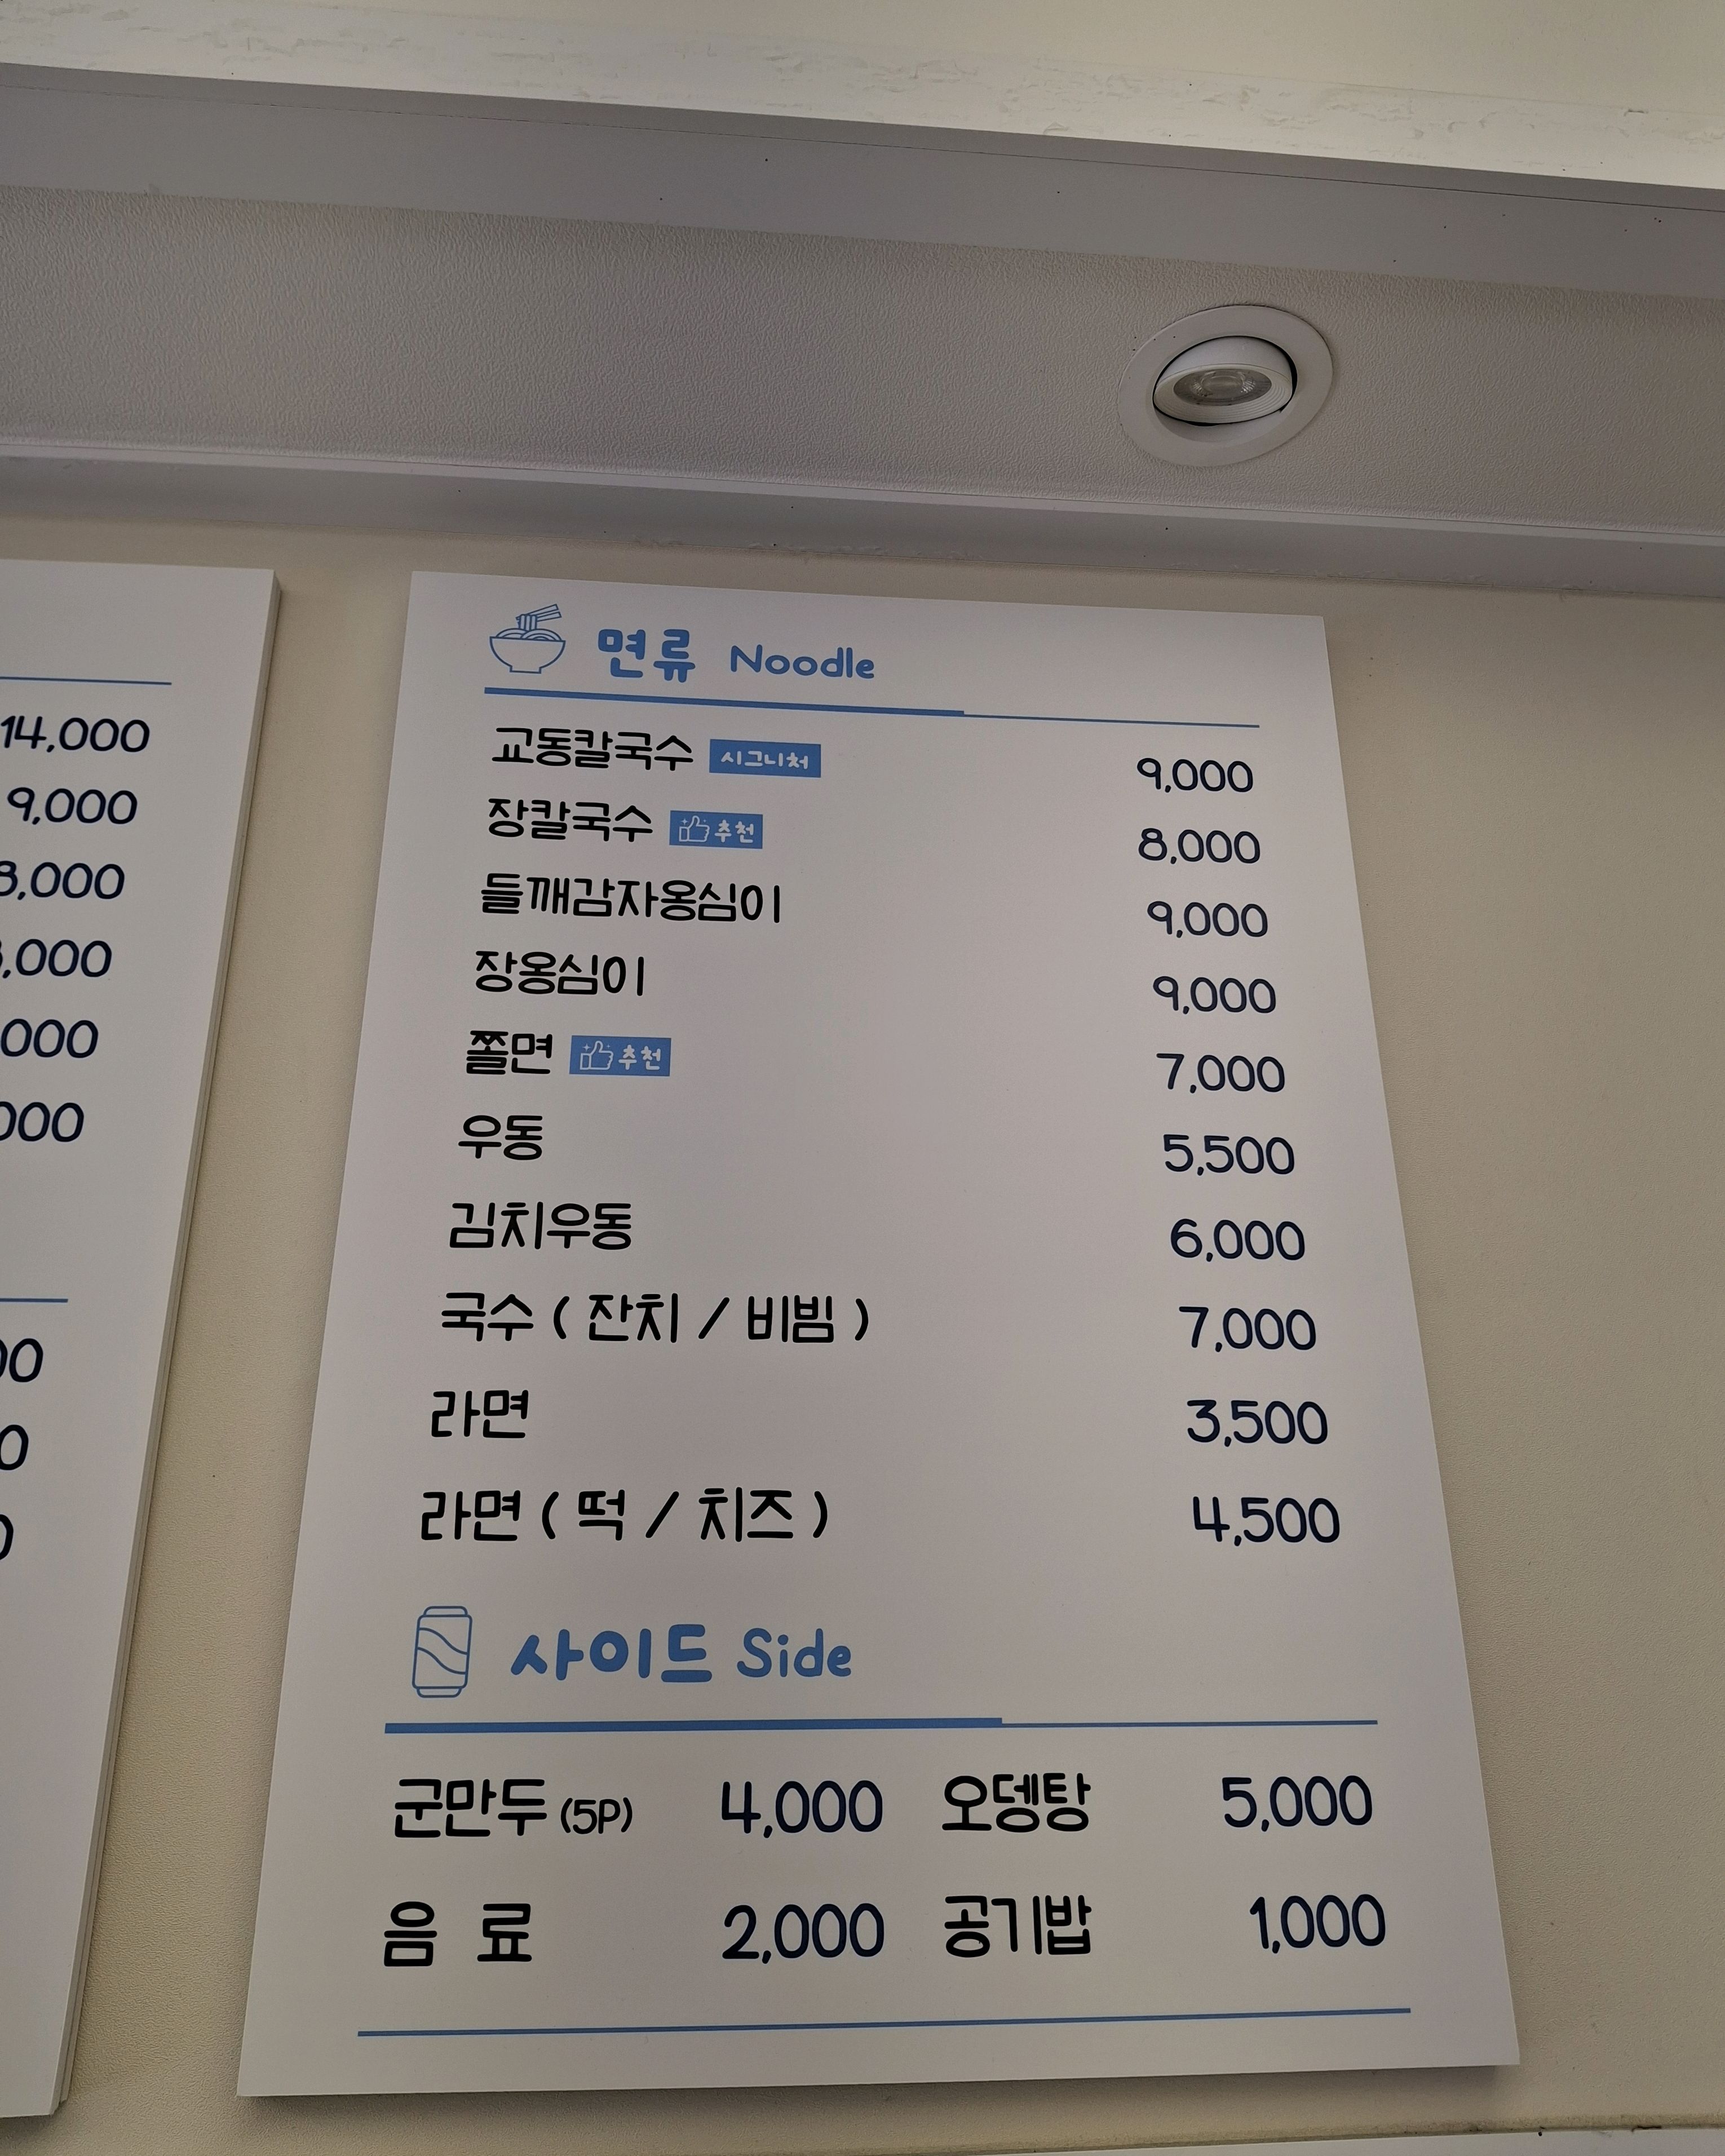 14,000
9,000
면류 Noodle
교동칼국수 시그니처 9,000
장칼국수 추천 8,000
들깨감자옹심이 9,000
장옹심이 9,000
쫄면 추천 7,000
우동 5,500
김치우동 6,000
국수 ( 잔치 / 비빔 ) 7,000
라면 3,500
라면 ( 떡 / 치즈 ) 4,500
사이드 Side
군만두 (5P) 4,000 오뎅탕 5,000
음 료 2,000 공기밥 1,000